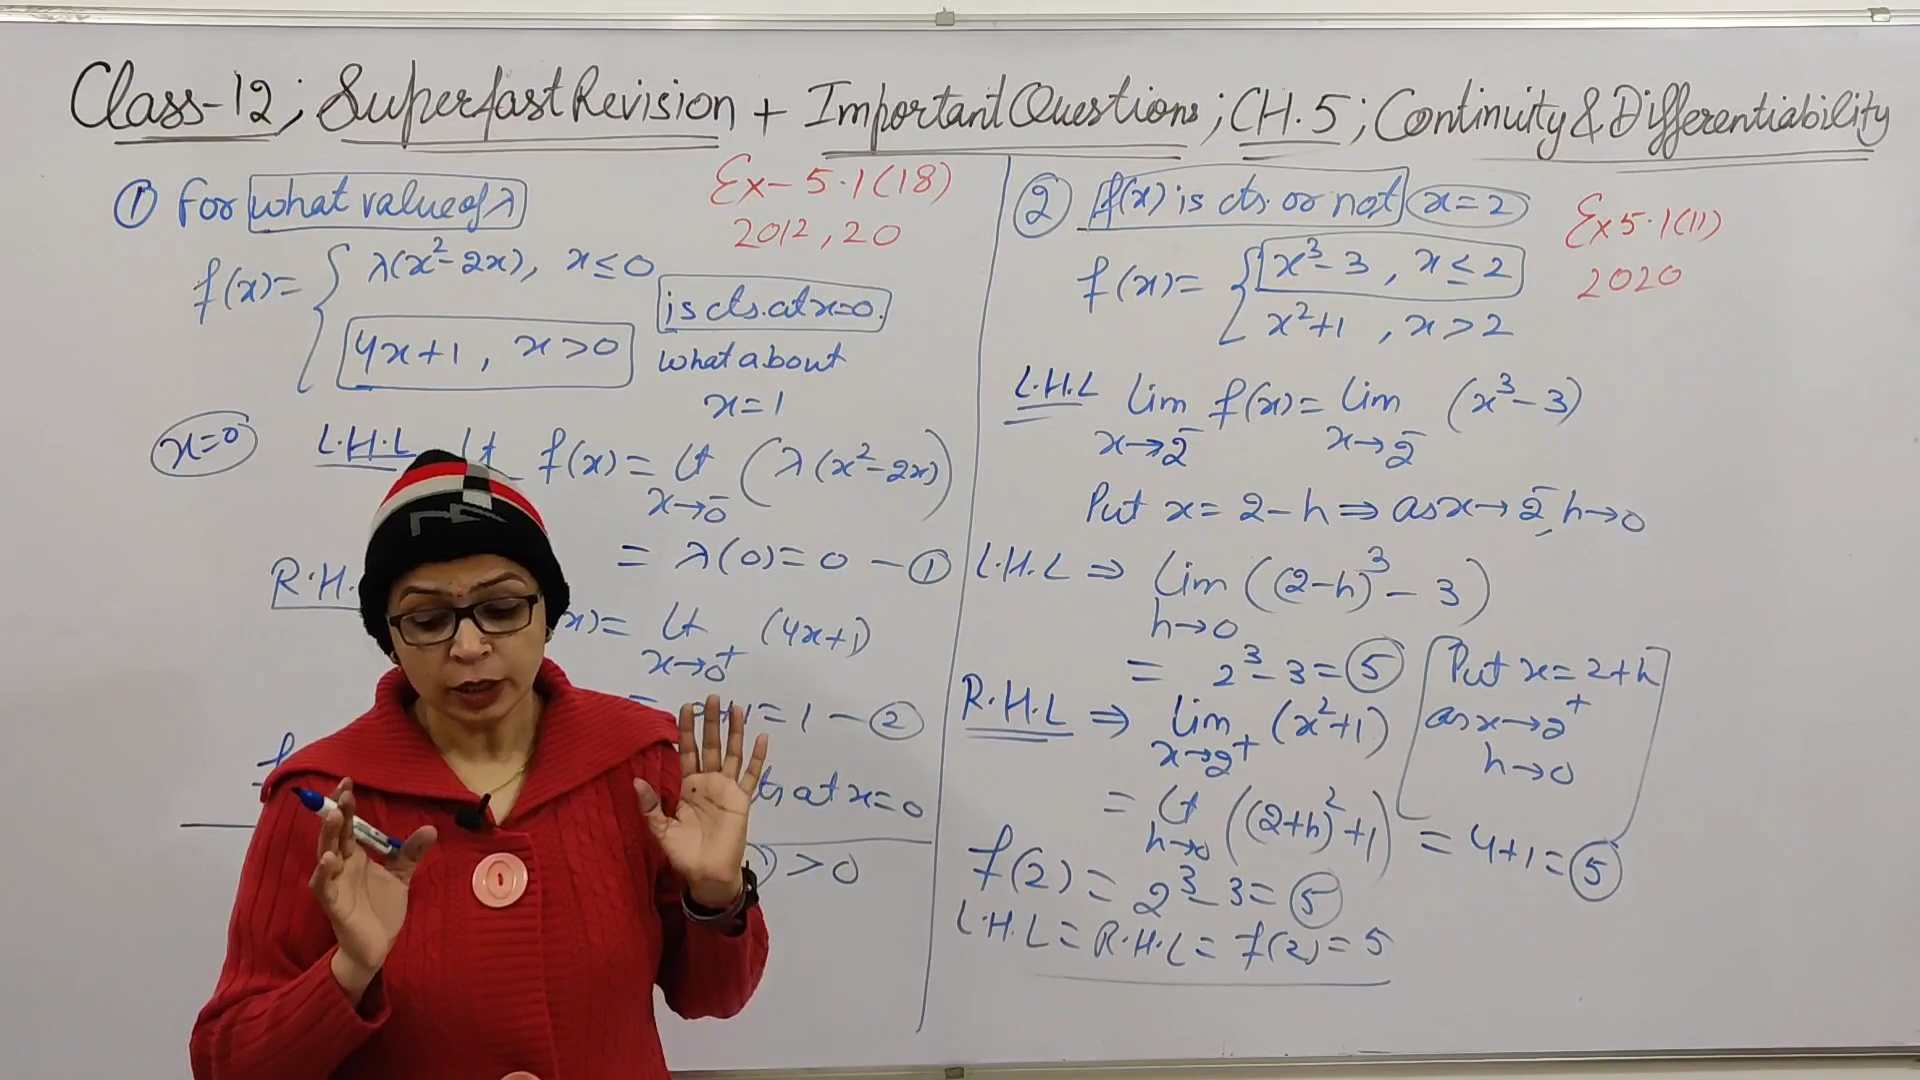 Class-12; Superfast Revision + Important Questions; CH.5; Continuity & Differentiability
① For what value of λ
Ex-5.1(18)
2012, 20
f(x)= { λ(x²-2x), x≤0
4x+1, x>0
is cts. at x=0.
what about
x=1
x=0
L.H.L Lt f(x)= Lt (λ(x²-2x))
x→0⁻
= λ(0)=0 —①
R.H.
x)= Lt (4x+1)
x→0⁺
=1 —②
at x=0
>0
② f(x) is cts. or not x=2
Ex 5.1(11)
2020
f(x)= { x³-3, x≤2
x²+1, x>2
L.H.L Lim f(x)= Lim (x³-3)
x→2⁻ x→2⁻
Put x=2-h ⇒ as x→2⁻, h→0
L.H.L ⇒ Lim ((2-h)³-3)
h→0
= 2³-3=5
Put x=2+h
as x→2⁺
h→0
R.H.L ⇒ Lim (x²+1)
x→2⁺
= Lt ((2+h)²+1) = 4+1=5
h→0
f(2)= 2³-3=5
L.H.L=R.H.L=f(2)=5